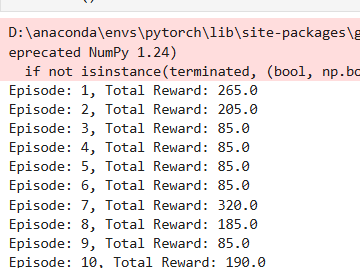 D:\anaconda\envs\pytorch\lib\site-packages\g
eprecated NumPy 1.24)
if not isinstance(terminated, (bool, np.bo
Episode: 1, Total Reward: 265.0
Episode: 2, Total Reward: 205.0
Episode: 3, Total Reward: 85.0
Episode: 4, Total Reward: 85.0
Episode: 5, Total Reward: 85.0
Episode: 6, Total Reward: 85.0
Episode: 7, Total Reward: 320.0
Episode: 8, Total Reward: 185.0
Episode: 9, Total Reward: 85.0
Episode: 10, Total Reward: 190.0